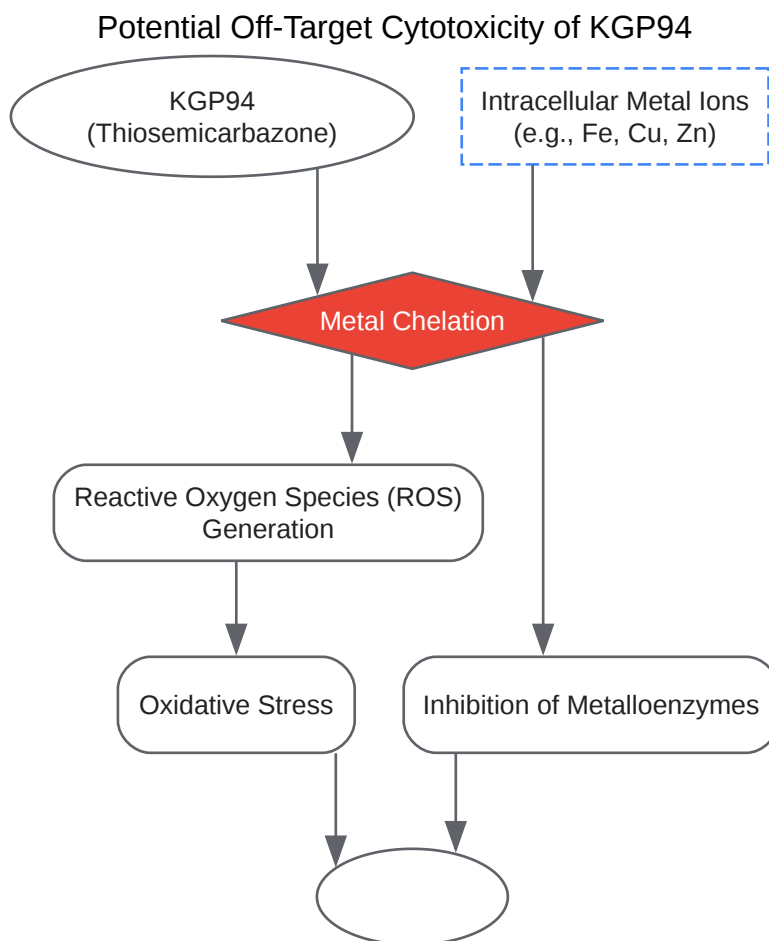 Potential Off-Target Cytotoxicity of KGP94
KGP94
(Thiosemicarbazone)
Intracellular Metal Ions
(e.g., Fe, Cu, Zn)
Metal Chelation
Reactive Oxygen Species (ROS)
Generation
Oxidative Stress
Inhibition of Metalloenzymes